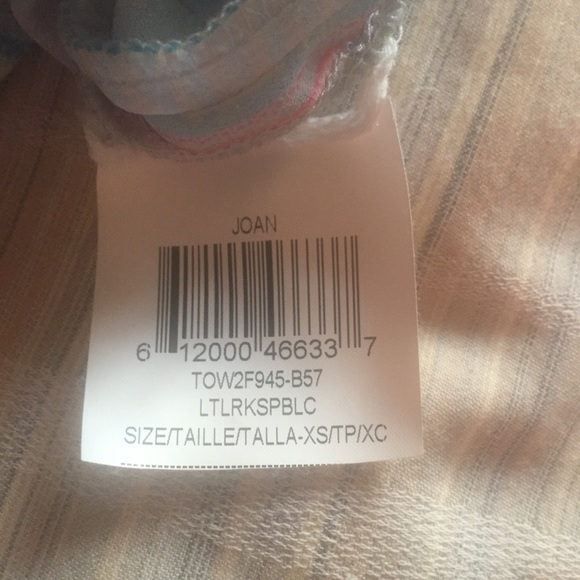 JOAN
6 12000 46633 7
TOW2F945-B57
LTLRKSPBLC
SIZE/TAILLE/TALLA-XS/TP/XC